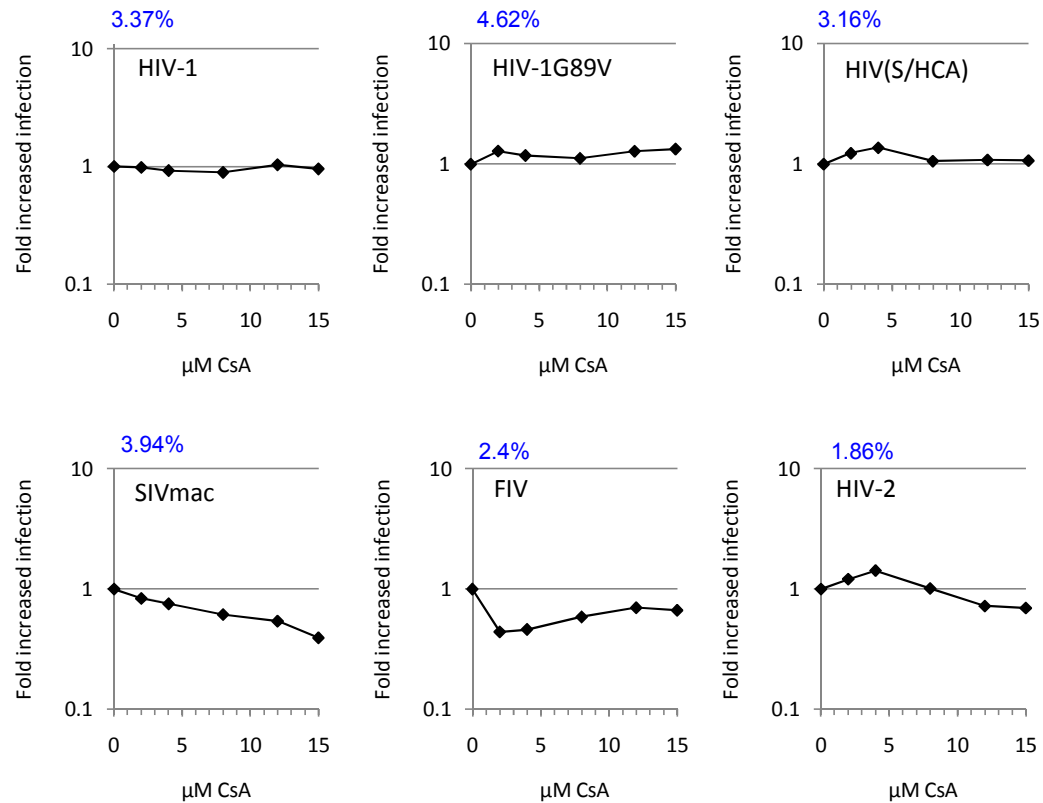 3.37%
10
HIV-1
1
0.1
0 5 10 15
Fold increased infection
µM CsA
4.62%
10
HIV-1G89V
1
0.1
0 5 10 15
Fold increased infection
µM CsA
3.16%
10
HIV(S/HCA)
1
0.1
0 5 10 15
Fold increased infection
µM CsA
3.94%
10
SIVmac
1
0.1
0 5 10 15
Fold increased infection
µM CsA
2.4%
10
FIV
1
0.1
0 5 10 15
Fold increased infection
µM CsA
1.86%
10
HIV-2
1
0.1
0 5 10 15
Fold increased infection
µM CsA